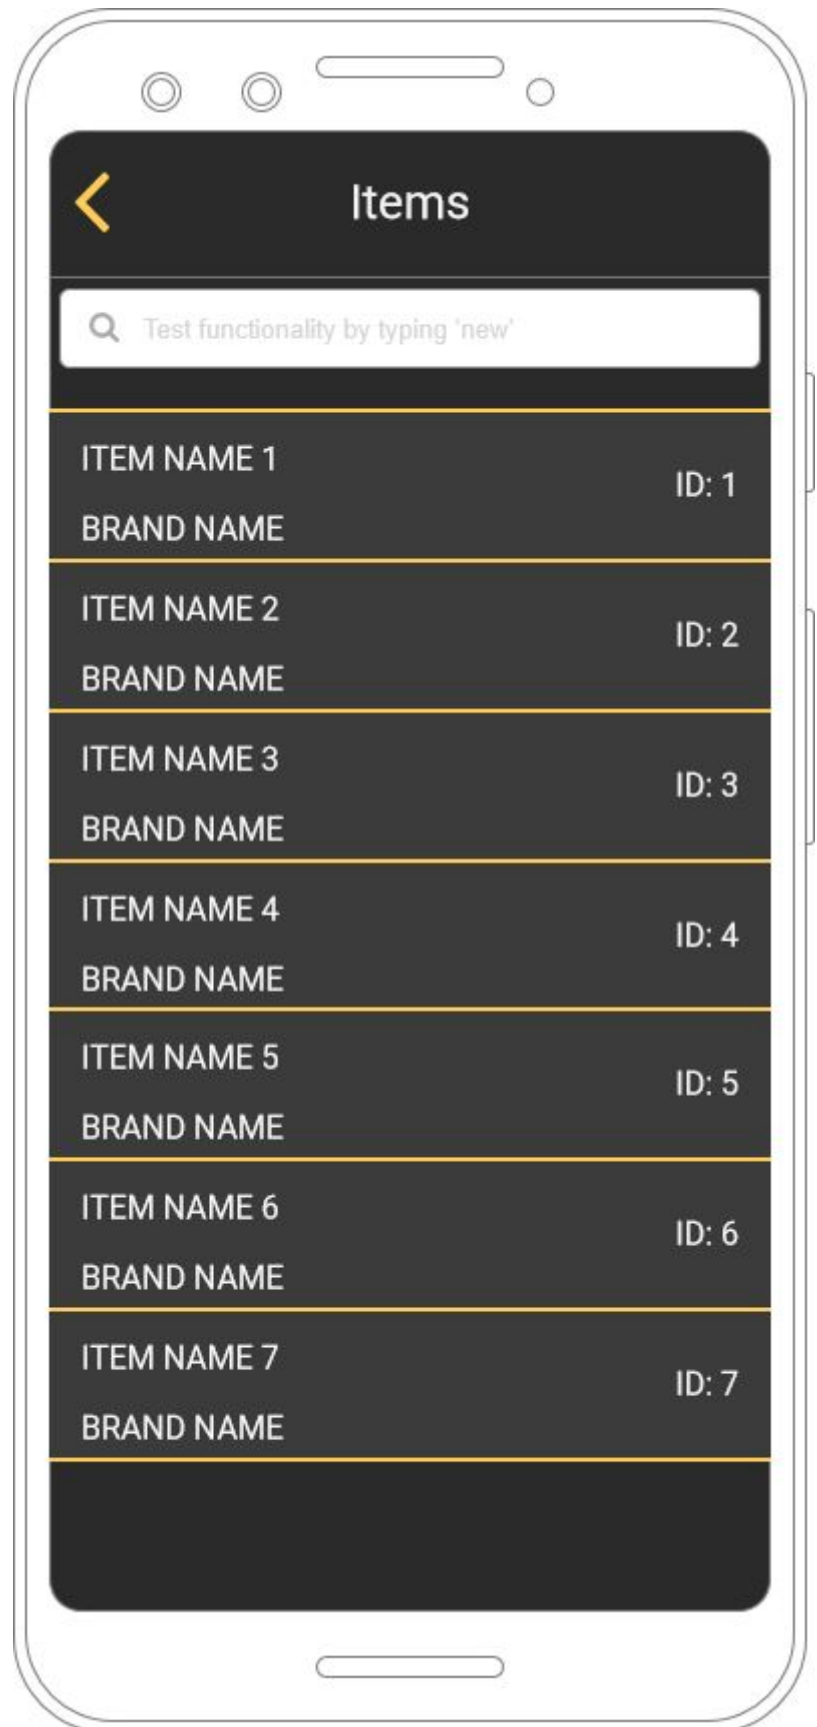 Items
Test functionality by typing 'new'
ITEM NAME 1
ID: 1
BRAND NAME
ITEM NAME 2
ID: 2
BRAND NAME
ITEM NAME 3
ID: 3
BRAND NAME
ITEM NAME 4
ID: 4
BRAND NAME
ITEM NAME 5
ID: 5
BRAND NAME
ITEM NAME 6
ID: 6
BRAND NAME
ITEM NAME 7
ID: 7
BRAND NAME